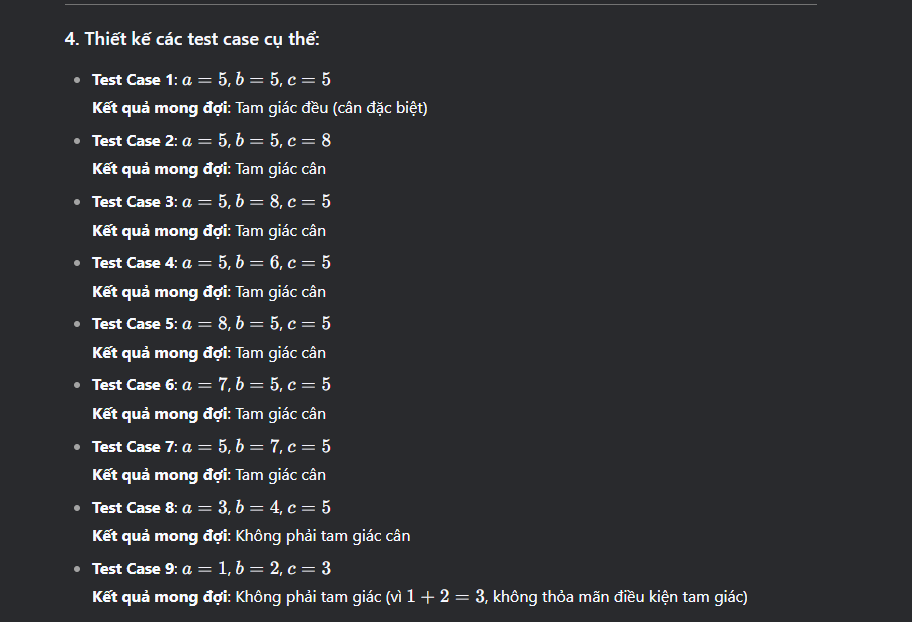 4. Thiết kế các test case cụ thể:
• Test Case 1: a = 5, b = 5, c = 5
Kết quả mong đợi: Tam giác đều (cân đặc biệt)
• Test Case 2: a = 5, b = 5, c = 8
Kết quả mong đợi: Tam giác cân
• Test Case 3: a = 5, b = 8, c = 5
Kết quả mong đợi: Tam giác cân
• Test Case 4: a = 5, b = 6, c = 5
Kết quả mong đợi: Tam giác cân
• Test Case 5: a = 8, b = 5, c = 5
Kết quả mong đợi: Tam giác cân
• Test Case 6: a = 7, b = 5, c = 5
Kết quả mong đợi: Tam giác cân
• Test Case 7: a = 5, b = 7, c = 5
Kết quả mong đợi: Tam giác cân
• Test Case 8: a = 3, b = 4, c = 5
Kết quả mong đợi: Không phải tam giác cân
• Test Case 9: a = 1, b = 2, c = 3
Kết quả mong đợi: Không phải tam giác (vì 1 + 2 = 3, không thỏa mãn điều kiện tam giác)